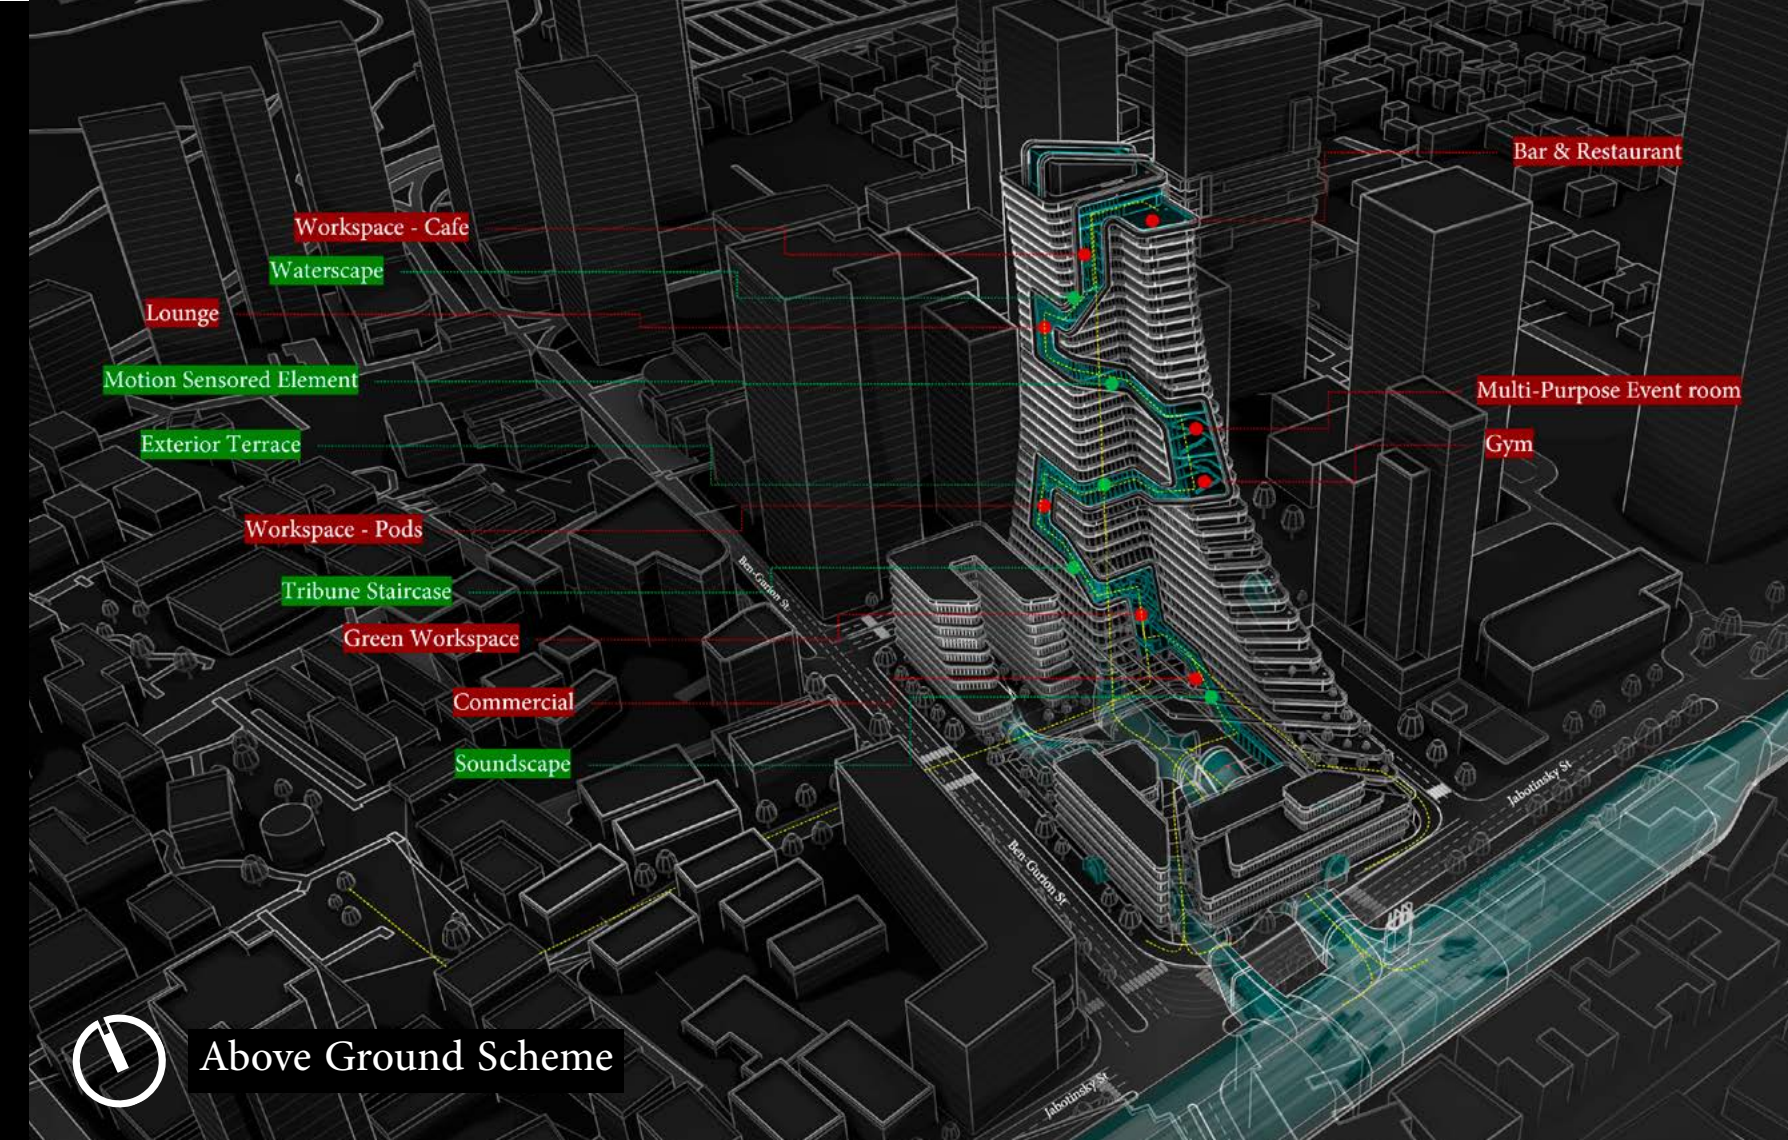 Bar & Restaurant
Workspace - Cafe
Waterscape
Lounge
Motion Sensored Element
Multi-Purpose Event room
Exterior Terrace
Gym
Workspace - Pods
Ben-Gurion St.
Tribune Staircase
Green Workspace
Commercial
Soundscape
Jabotinsky St
Ben-Gurion St
Above Ground Scheme
Jabotinsky St